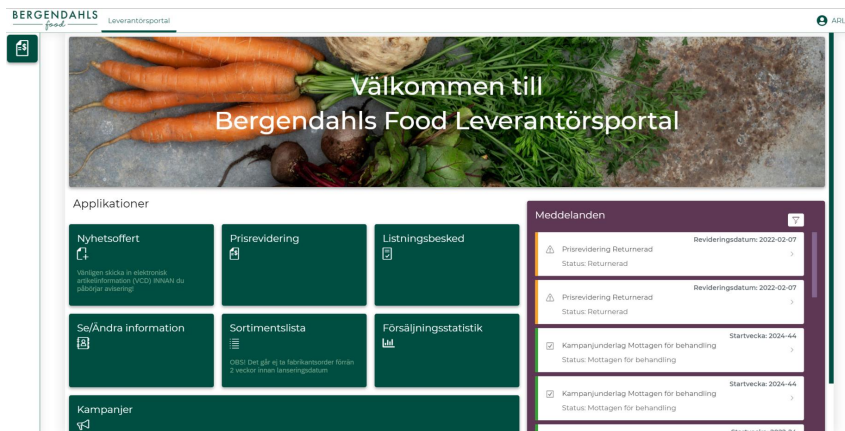 BERGENDAHLS
food
Leverantörsportal
ARL
Välkommen till
Bergendahls Food Leverantörsportal
Applikationer
Nyhetsoffert
Vänligen skicka in elektronisk
artikelinformation (VCD) INNAN du
påbörjar avisering!
Prisrevidering
Listningsbesked
Se/Ändra information
Sortimentslista
OBS! Det går ej ta fabrikantsorder förrän
2 veckor innan lanseringsdatum
Försäljningsstatistik
Kampanjer
Meddelanden
Revideringsdatum: 2022-02-07
Prisrevidering Returnerad
Status: Returnerad
Revideringsdatum: 2022-02-07
Prisrevidering Returnerad
Status: Returnerad
Startvecka: 2024-44
Kampanjunderlag Mottagen för behandling
Status: Mottagen för behandling
Startvecka: 2024-44
Kampanjunderlag Mottagen för behandling
Status: Mottagen för behandling